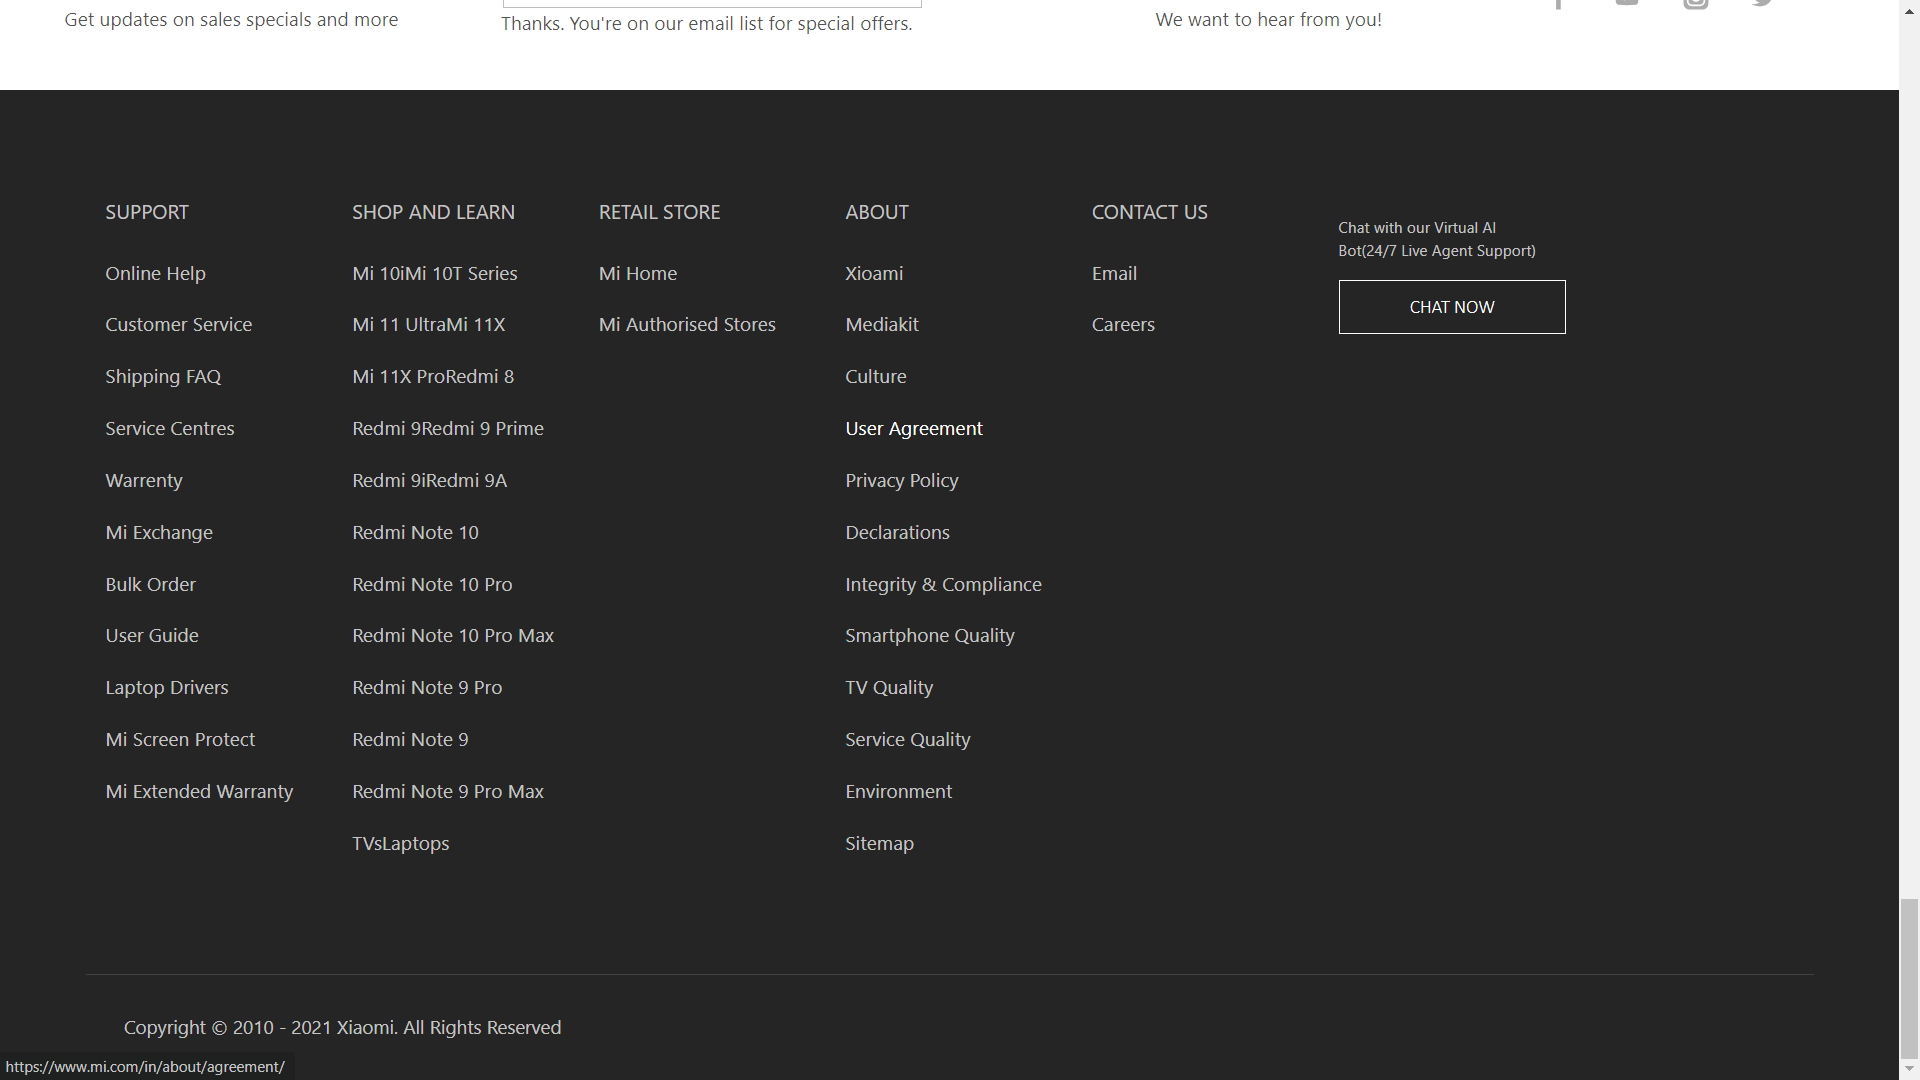 Get updates on sales specials and more
Thanks. You're on our email list for special offers.
We want to hear from you!
SUPPORT
Online Help
Customer Service
Shipping FAQ
Service Centres
Warrenty
Mi Exchange
Bulk Order
User Guide
Laptop Drivers
Mi Screen Protect
Mi Extended Warranty
SHOP AND LEARN
Mi 10iMi 10T Series
Mi 11 UltraMi 11X
Mi 11X ProRedmi 8
Redmi 9Redmi 9 Prime
Redmi 9iRedmi 9A
Redmi Note 10
Redmi Note 10 Pro
Redmi Note 10 Pro Max
Redmi Note 9 Pro
Redmi Note 9
Redmi Note 9 Pro Max
TVsLaptops
RETAIL STORE
Mi Home
Mi Authorised Stores
ABOUT
Xioami
Mediakit
Culture
User Agreement
Privacy Policy
Declarations
Integrity & Compliance
Smartphone Quality
TV Quality
Service Quality
Environment
Sitemap
CONTACT US
Email
Careers
Chat with our Virtual AI
Bot(24/7 Live Agent Support)
CHAT NOW
Copyright © 2010 - 2021 Xiaomi. All Rights Reserved
https://www.mi.com/in/about/agreement/